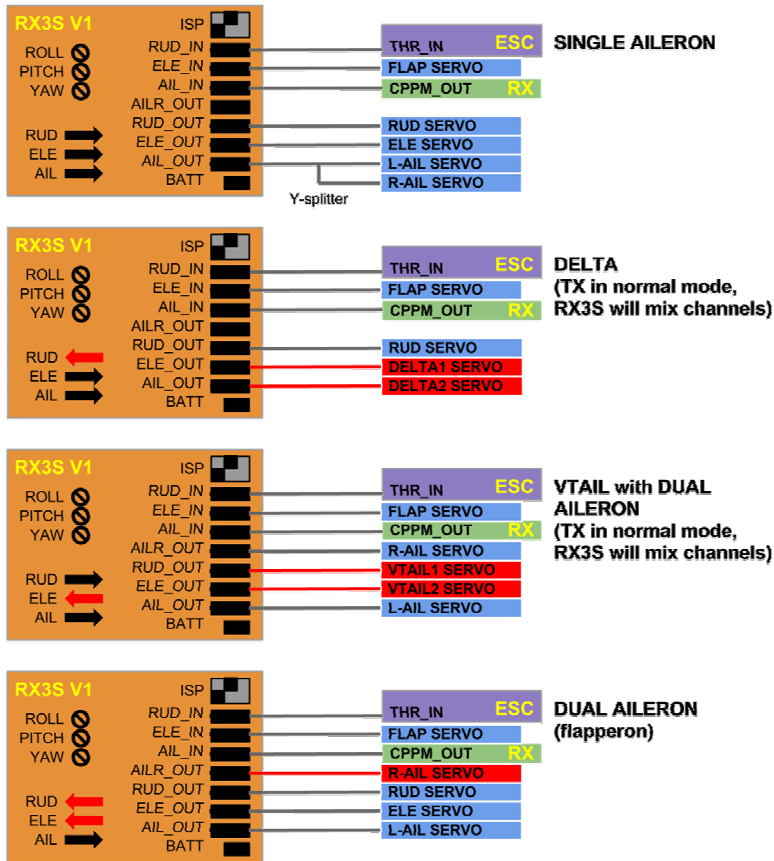 RX3S V1
ISP
ROLL
PITCH
YAW
RUD
ELE
AIL
RUD_IN
ELE_IN
AIL_IN
AILR_OUT
RUD_OUT
ELE_OUT
AIL_OUT
BATT
THR_IN ESC
FLAP SERVO
CPPM_OUT RX
RUD SERVO
ELE SERVO
L-AIL SERVO
R-AIL SERVO
Y-splitter
SINGLE AILERON
RX3S V1
ISP
ROLL
PITCH
YAW
RUD
ELE
AIL
RUD_IN
ELE_IN
AIL_IN
AILR_OUT
RUD_OUT
ELE_OUT
AIL_OUT
BATT
THR_IN ESC
FLAP SERVO
CPPM_OUT RX
RUD SERVO
DELTA1 SERVO
DELTA2 SERVO
DELTA
(TX in normal mode,
RX3S will mix channels)
RX3S V1
ISP
ROLL
PITCH
YAW
RUD
ELE
AIL
RUD_IN
ELE_IN
AIL_IN
AILR_OUT
RUD_OUT
ELE_OUT
AIL_OUT
BATT
THR_IN ESC
FLAP SERVO
CPPM_OUT RX
R-AIL SERVO
VTAIL1 SERVO
VTAIL2 SERVO
L-AIL SERVO
VTAIL with DUAL
AILERON
(TX in normal mode,
RX3S will mix channels)
RX3S V1
ISP
ROLL
PITCH
YAW
RUD
ELE
AIL
RUD_IN
ELE_IN
AIL_IN
AILR_OUT
RUD_OUT
ELE_OUT
AIL_OUT
BATT
THR_IN ESC
FLAP SERVO
CPPM_OUT RX
R-AIL SERVO
RUD SERVO
ELE SERVO
L-AIL SERVO
DUAL AILERON
(flapperon)